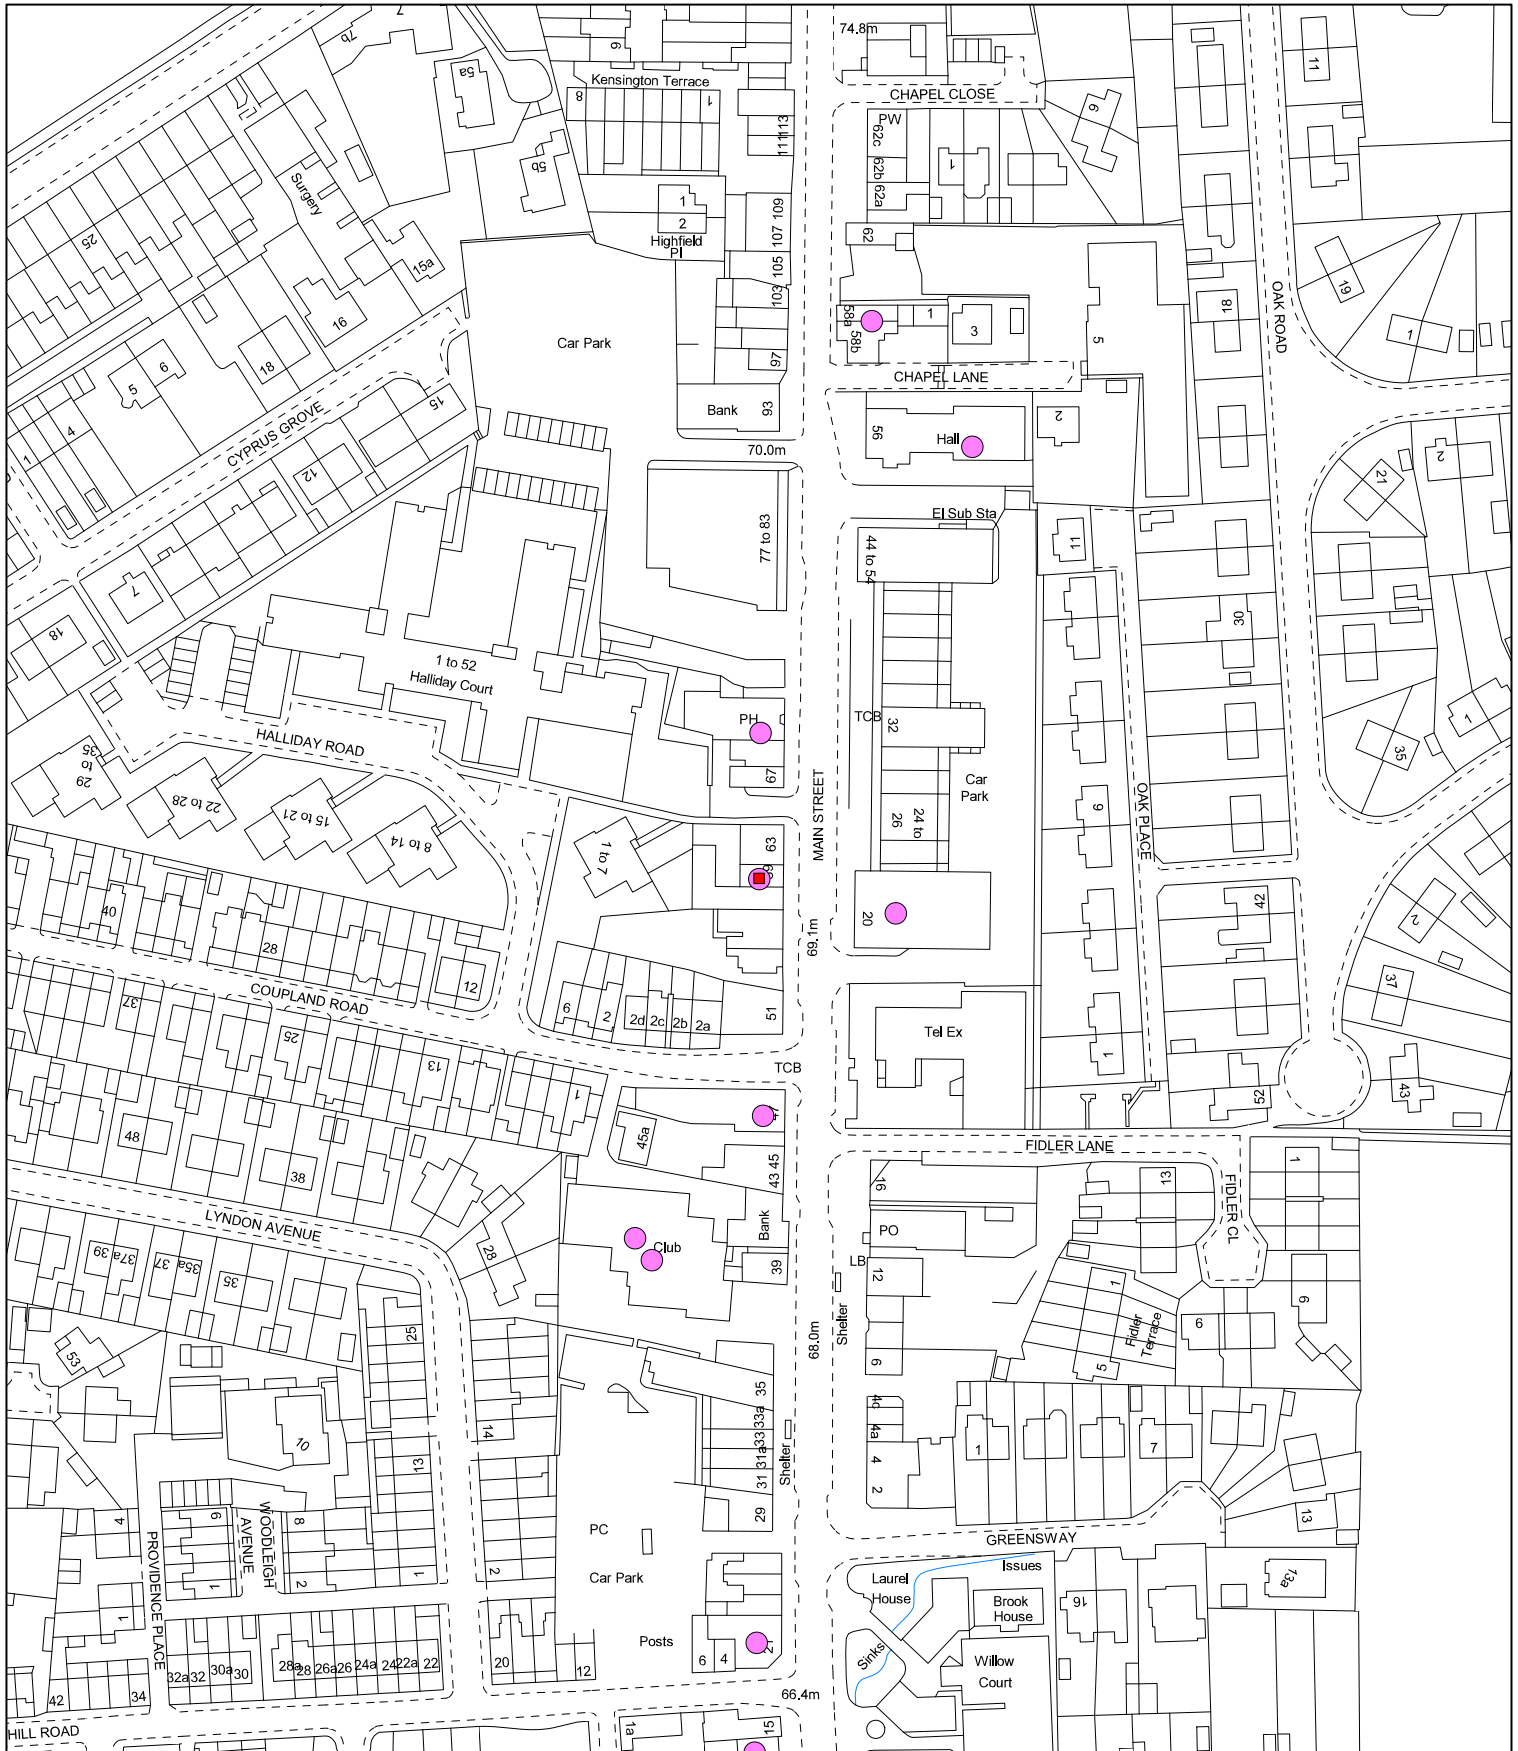 7
7b
9
74.8m
5a
Kensington Terrace
8
1
113
111
CHAPEL CLOSE
PW
62c
62b
62a
1
9
11
5b
Surgery
1
2
Highfield
Pl
109
107
105
103
97
62
25
15a
16
18
19
1
OAK ROAD
18
58a
58b
1
3
5
Car Park
CHAPEL LANE
Bank
93
70.0m
56
Hall
2
5
6
4
1
15
CYPRUS GROVE
12
7
18
21
2
El Sub Sta
77 to 83
44 to 54
11
30
1 to 52
Halliday Court
PH
TCB
32
67
HALLIDAY ROAD
29
to
35
22 to 28
15 to 21
8 to 14
1 to 7
Car
Park
MAIN STREET
24 to
26
9
OAK PLACE
35
1
63
59
40
28
12
20
69.1m
42
2
37
COUPLAND ROAD
6
2
2d
2c
2b
2a
51
Tel Ex
1
TCB
37
25
13
1
52
43
47
45a
43 45
48
38
FIDLER LANE
FIDLER CL
16
13
1
PO
LB
12
Bank
39
Club
28
LYNDON AVENUE
39
37a
37
35a
35
Shelter
68.0m
6
1
Fidler
Terrace
5
9
6
53
25
35
33a
33
31a
31
Shelter
29
4c
4a
4
2
1
7
13
14
10
13
GREENSWAY
PC
Car Park
Posts
4
9
1
WOODLEIGH
AVENUE
8
2
1
2
PROVIDENCE PLACE
1
Laurel
House
Issues
Brook
House
16
13a
Sinks
Willow
Court
32a
32
30a
30
28a
28
26a
26
24a
24
22a
22
20
12
6
4
21
42
34
66.4m
HILL ROAD
1a
15